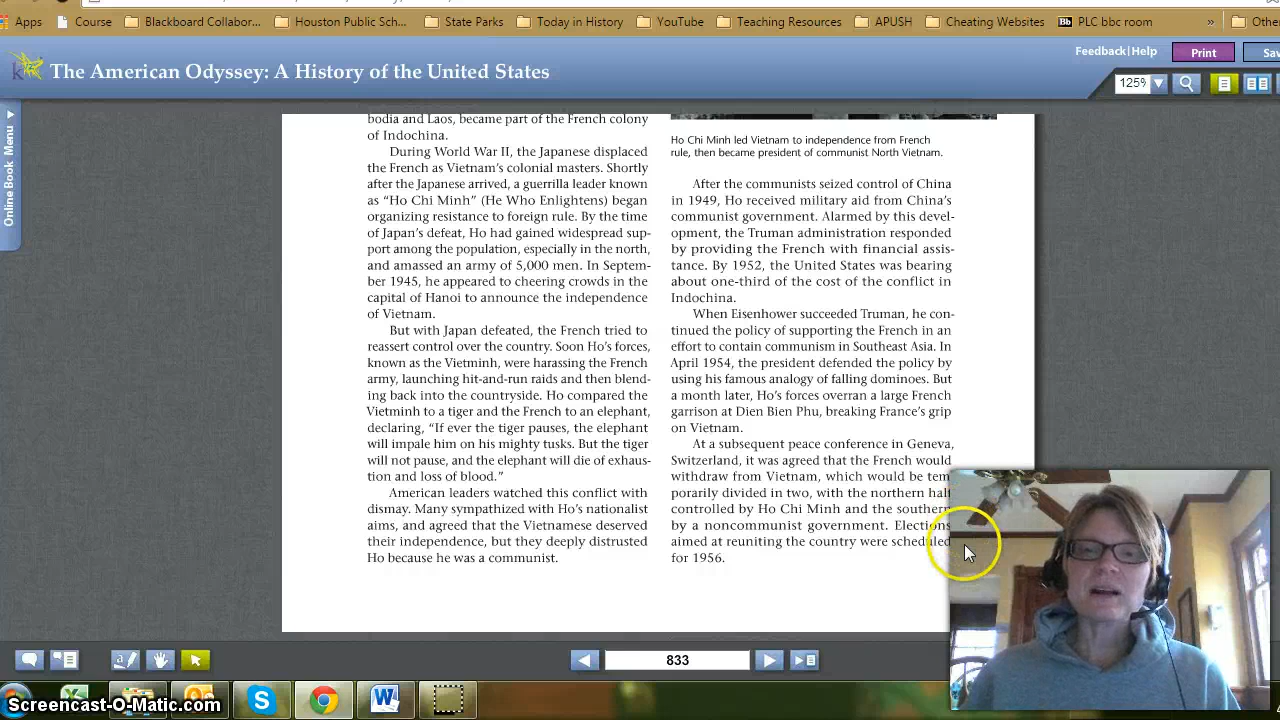 Apps
Course
Blackboard Collabor...
Houston Public Sch...
State Parks
Today in History
YouTube
Teaching Resources
APUSH
Cheating Websites
Bb PLC bbc room
»
Other
Feedback|Help
Print
Sav
The American Odyssey: A History of the United States
125%
Online Book Menu
bodia and Laos, became part of the French colony
of Indochina.
During World War II, the Japanese displaced
the French as Vietnam's colonial masters. Shortly
after the Japanese arrived, a guerrilla leader known
as "Ho Chi Minh" (He Who Enlightens) began
organizing resistance to foreign rule. By the time
of Japan's defeat, Ho had gained widespread sup-
port among the population, especially in the north,
and amassed an army of 5,000 men. In Septem-
ber 1945, he appeared to cheering crowds in the
capital of Hanoi to announce the independence
of Vietnam.
But with Japan defeated, the French tried to
reassert control over the country. Soon Ho's forces,
known as the Vietminh, were harassing the French
army, launching hit-and-run raids and then blend-
ing back into the countryside. Ho compared the
Vietminh to a tiger and the French to an elephant,
declaring, "If ever the tiger pauses, the elephant
will impale him on his mighty tusks. But the tiger
will not pause, and the elephant will die of exhaus-
tion and loss of blood."
American leaders watched this conflict with
dismay. Many sympathized with Ho's nationalist
aims, and agreed that the Vietnamese deserved
their independence, but they deeply distrusted
Ho because he was a communist.
Ho Chi Minh led Vietnam to independence from French
rule, then became president of communist North Vietnam.
After the communists seized control of China
in 1949, Ho received military aid from China's
communist government. Alarmed by this devel-
opment, the Truman administration responded
by providing the French with financial assis-
tance. By 1952, the United States was bearing
about one-third of the cost of the conflict in
Indochina.
When Eisenhower succeeded Truman, he con-
tinued the policy of supporting the French in an
effort to contain communism in Southeast Asia. In
April 1954, the president defended the policy by
using his famous analogy of falling dominoes. But
a month later, Ho's forces overran a large French
garrison at Dien Bien Phu, breaking France's grip
on Vietnam.
At a subsequent peace conference in Geneva,
Switzerland, it was agreed that the French would
withdraw from Vietnam, which would be tem
porarily divided in two, with the northern half
controlled by Ho Chi Minh and the southern
by a noncommunist government. Elections
aimed at reuniting the country were scheduled
for 1956.
833
Screencast-O-Matic.com